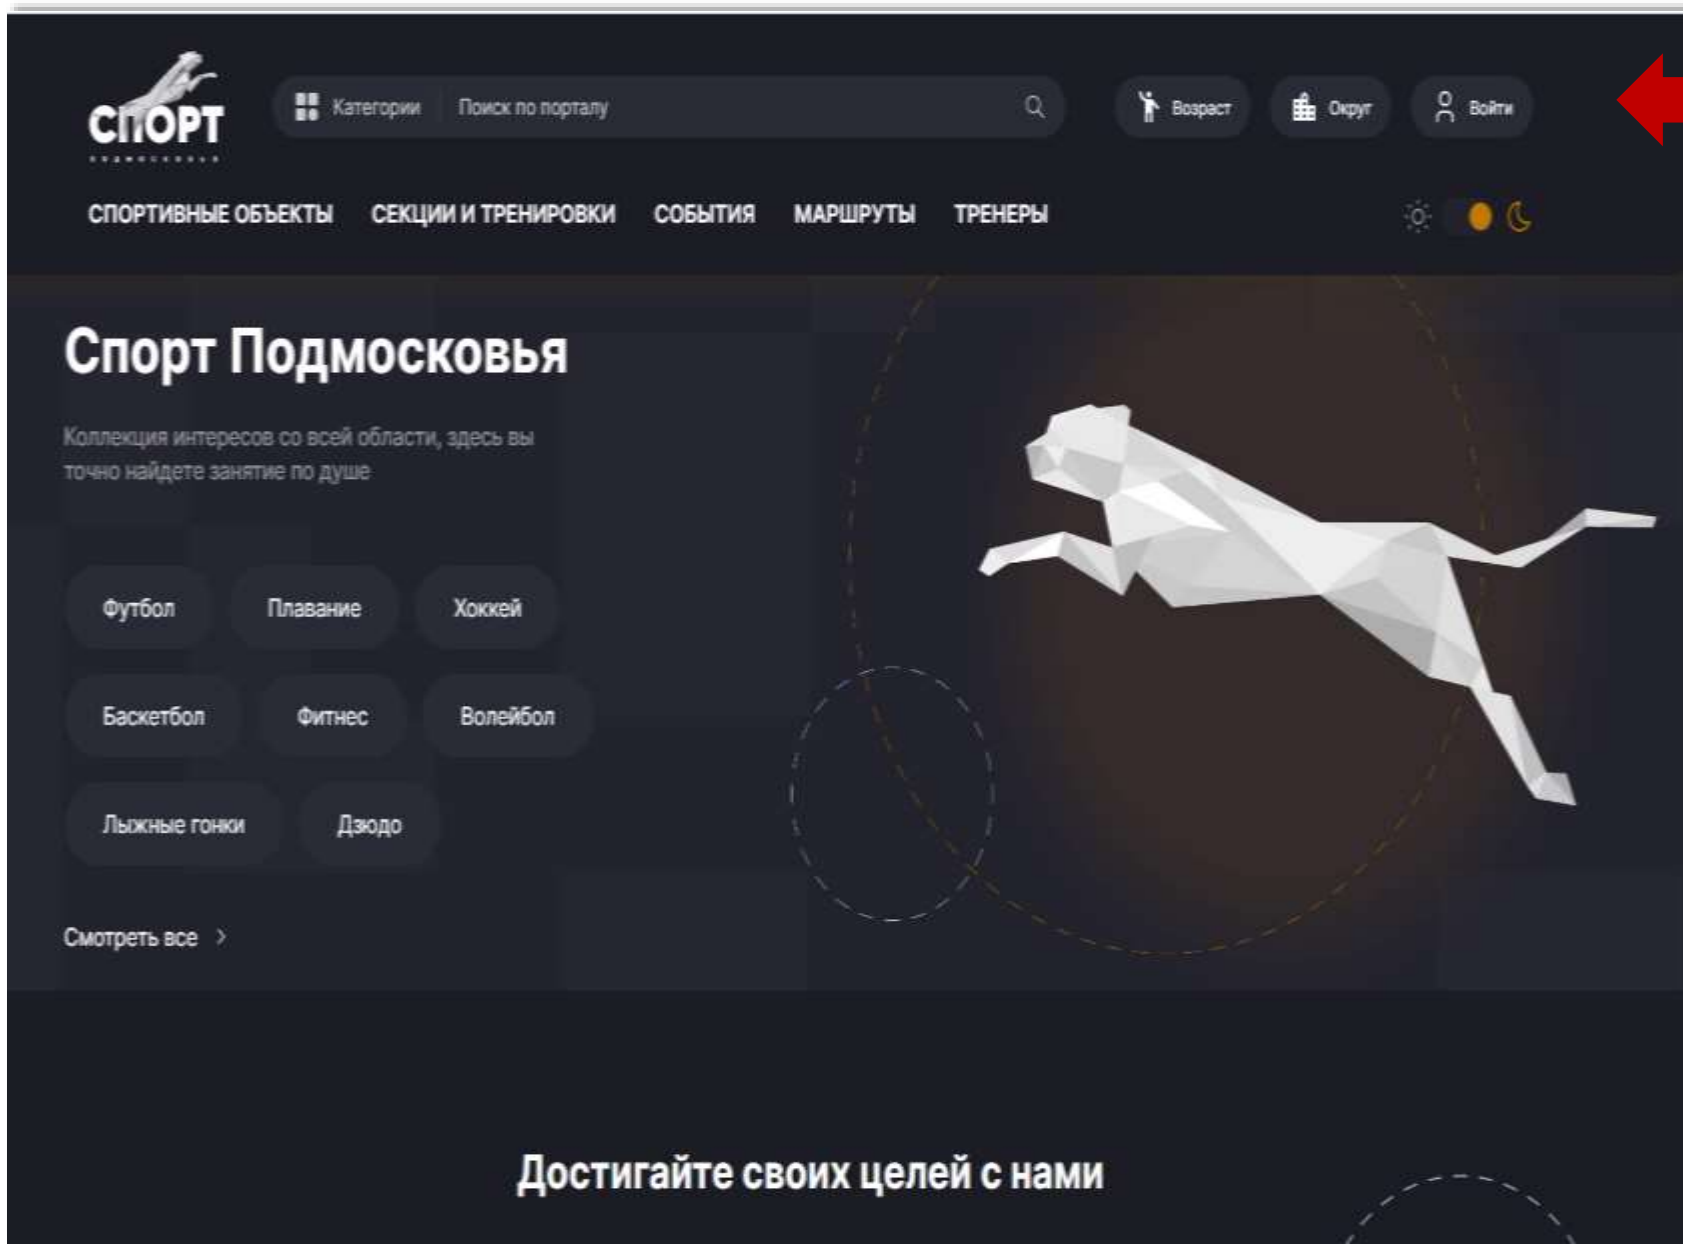 СПОРТ
ПОДМОСКОВЬЯ
Категории
Поиск по порталу
Возраст
Округ
Войти
СПОРТИВНЫЕ ОБЪЕКТЫ
СЕКЦИИ И ТРЕНИРОВКИ
СОБЫТИЯ
МАРШРУТЫ
ТРЕНЕРЫ
Спорт Подмосковья
Коллекция интересов со всей области, здесь вы
точно найдете занятие по душе
Футбол
Плавание
Хоккей
Баскетбол
Фитнес
Волейбол
Лыжные гонки
Дзюдо
Смотреть все
Достигайте своих целей с нами